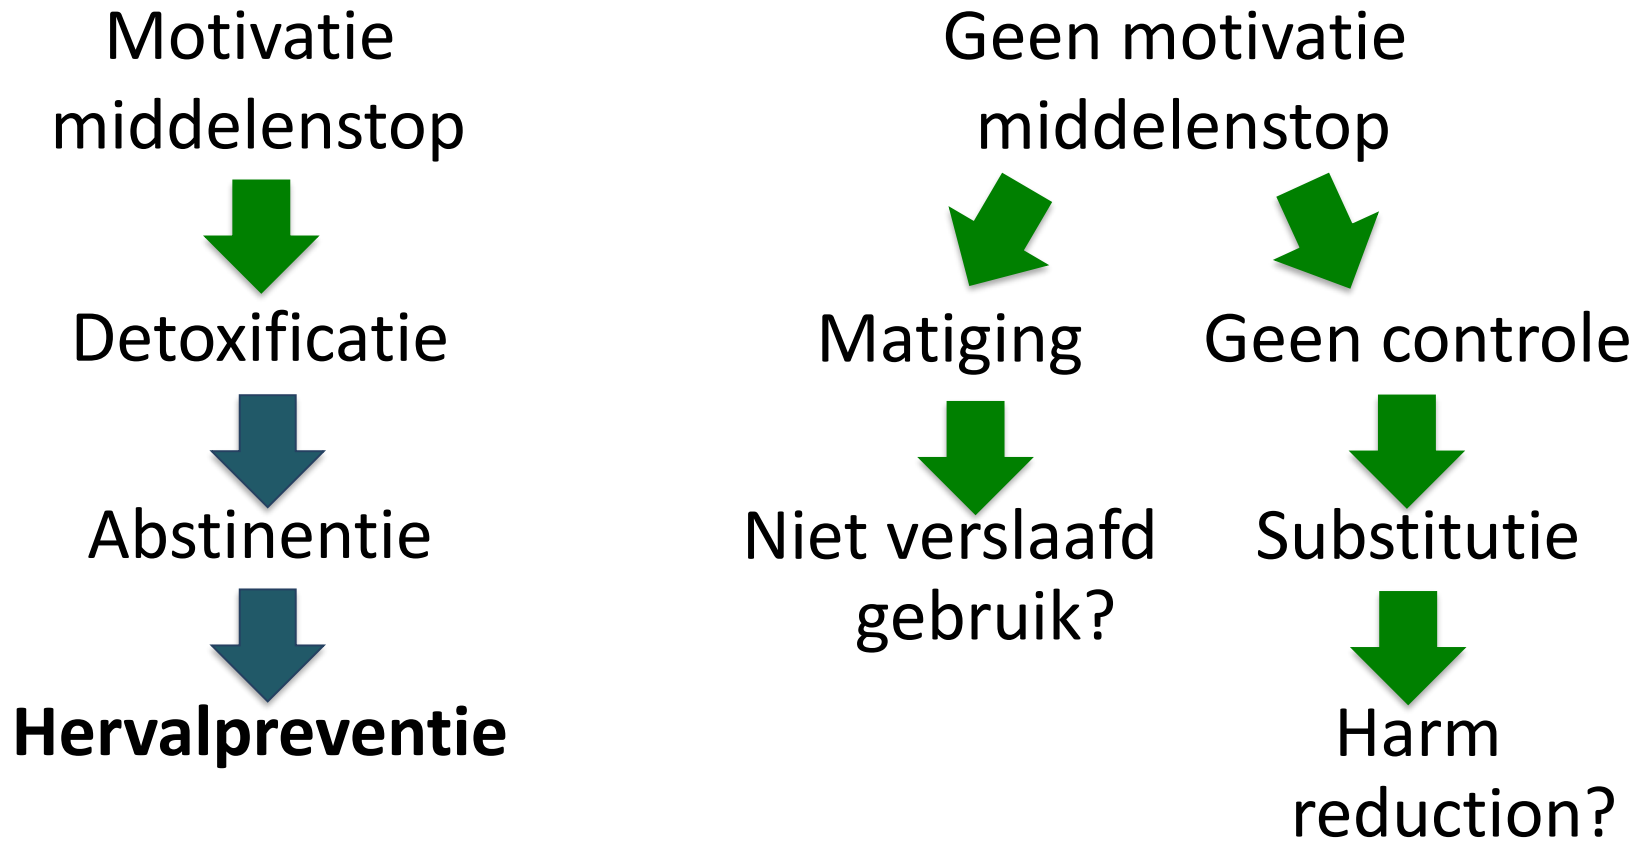 Motivatie
middelenstop
Detoxificatie
Abstinentie
Hervalpreventie
Geen motivatie
middelenstop
Matiging
Niet verslaafd
gebruik?
Geen controle
Substitutie
Harm
reduction?